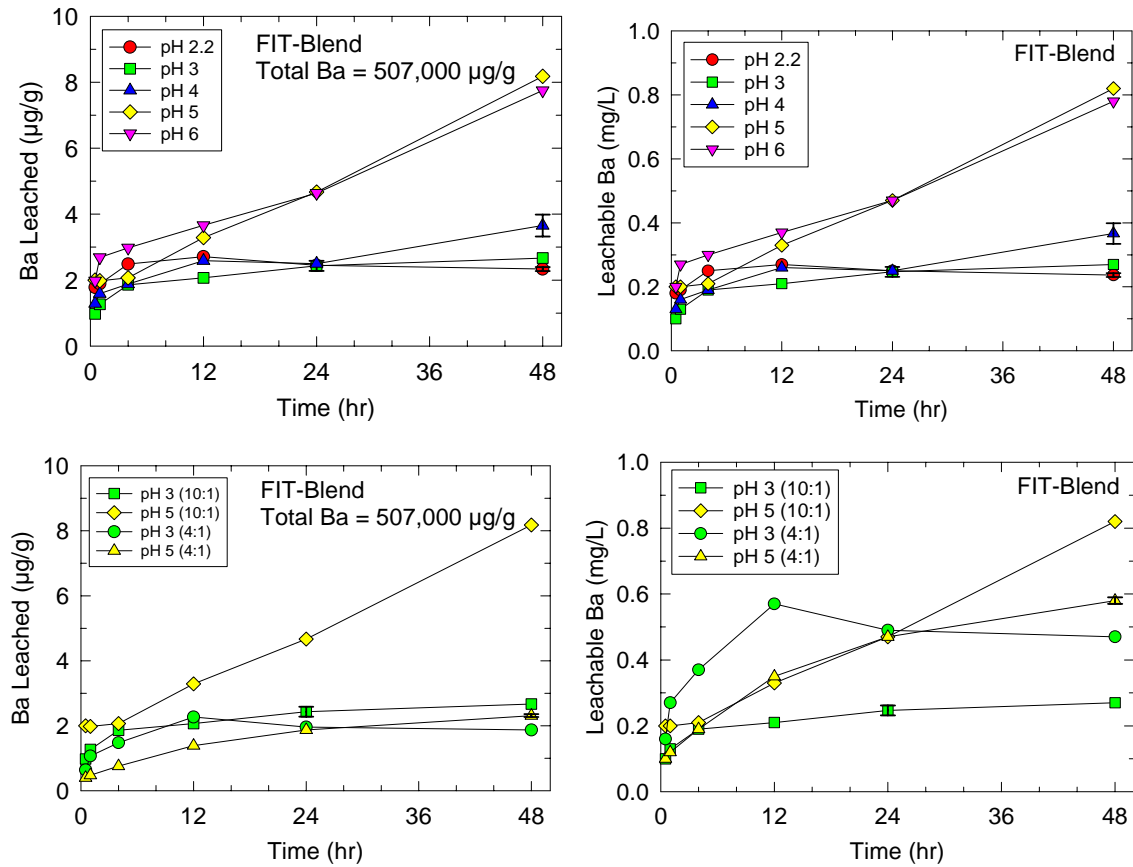 10
8
6
4
2
0
Ba Leached (µg/g)
pH 2.2
pH 3
pH 4
pH 5
pH 6
FIT-Blend
Total Ba = 507,000 µg/g
0 12 24 36 48
Time (hr)
1.0
0.8
0.6
0.4
0.2
0.0
Leachable Ba (mg/L)
pH 2.2
pH 3
pH 4
pH 5
pH 6
FIT-Blend
0 12 24 36 48
Time (hr)
10
8
6
4
2
0
Ba Leached (µg/g)
pH 3 (10:1)
pH 5 (10:1)
pH 3 (4:1)
pH 5 (4:1)
FIT-Blend
Total Ba = 507,000 µg/g
0 12 24 36 48
Time (hr)
1.0
0.8
0.6
0.4
0.2
0.0
Leachable Ba (mg/L)
pH 3 (10:1)
pH 5 (10:1)
pH 3 (4:1)
pH 5 (4:1)
FIT-Blend
0 12 24 36 48
Time (hr)